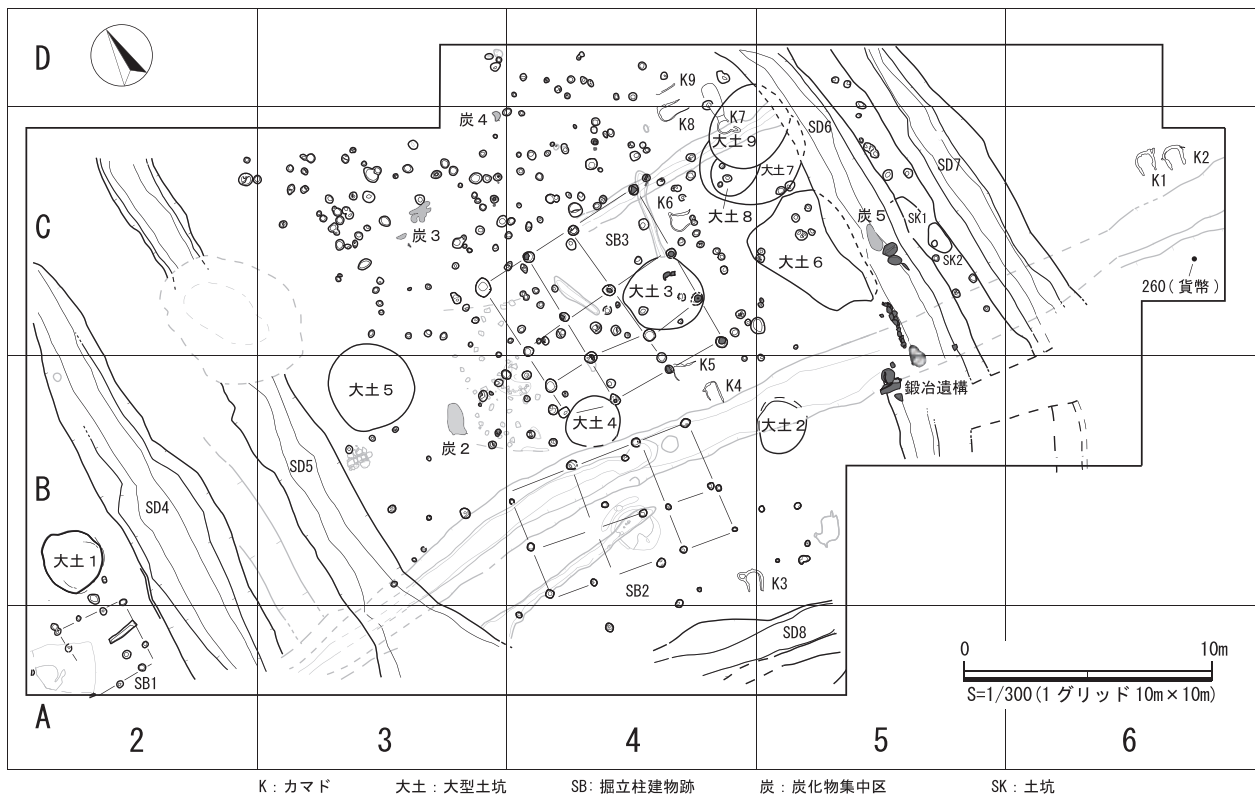 D
K9
K8
K7
炭4
大土9
SD6
SD7
K2
K1
大土7
K6
大土8
炭5
SK1
C
炭3
SB3
SK2
大土6
大土3
260(貨幣)
K5
大土5
K4
鍛冶遺構
大土4
大土2
炭2
SD5
B
SD4
大土1
K3
SB2
SD8
0 10m
SB1
S=1/300(1グリッド10m×10m)
A
2 3 4 5 6
K:カマド 大土:大型土坑 SB:掘立柱建物跡 炭:炭化物集中区 SK:土坑